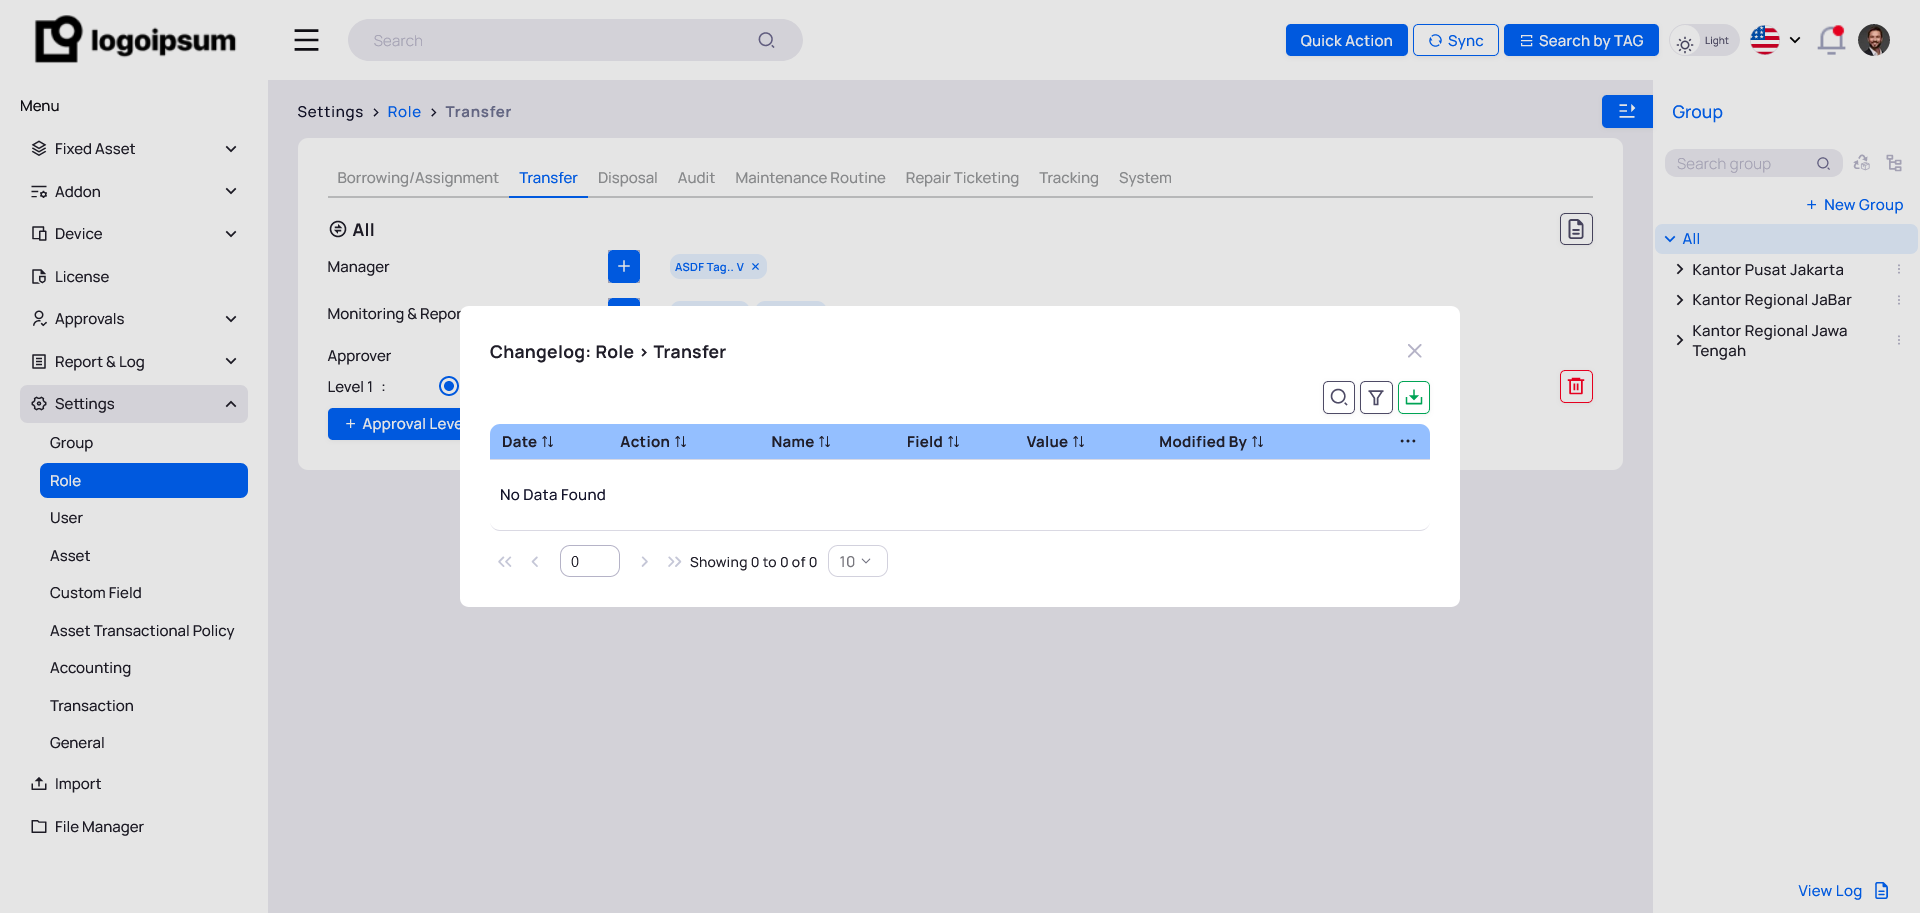 logoipsum
Search
Quick Action
Sync
Search by TAG
Light
Menu
Fixed Asset
Addon
Device
License
Approvals
Report & Log
Settings
Group
Role
User
Asset
Custom Field
Asset Transactional Policy
Accounting
Transaction
General
Import
File Manager
Settings > Role > Transfer
Borrowing/Assignment Transfer Disposal Audit Maintenance Routine Repair Ticketing Tracking System
All
Manager
+
ASDF Tag.. V ×
Monitoring & Repor
Approver
Level 1 :
+ Approval Leve
Changelog: Role > Transfer
Date Action Name Field Value Modified By ...
No Data Found
0
Showing 0 to 0 of 0
10
Group
Search group
+ New Group
All
Kantor Pusat Jakarta
Kantor Regional JaBar
Kantor Regional Jawa
Tengah
View Log